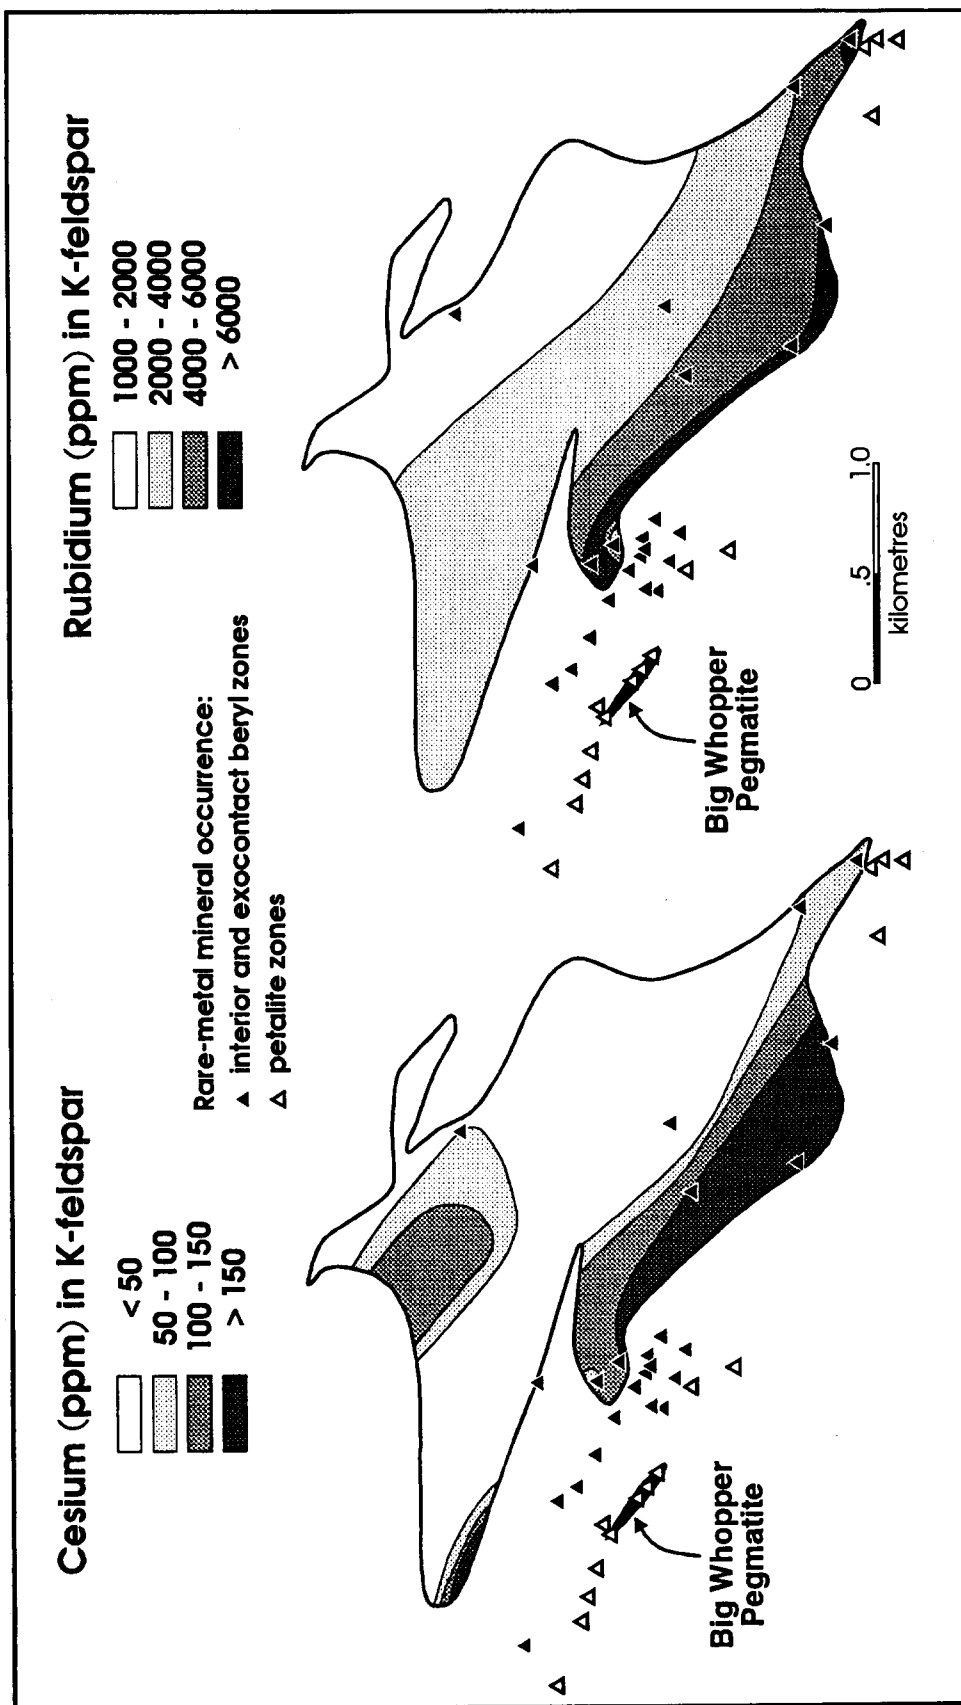 Cesium (ppm) in K-feldspar
< 50
50 - 100
100 - 150
> 150
Rare-metal mineral occurrence:
interior and exocontact beryl zones
petalite zones
Big Whopper
Pegmatite
Rubidium (ppm) in K-feldspar
1000 - 2000
2000 - 4000
4000 - 6000
> 6000
Big Whopper
Pegmatite
0 .5 1.0
kilometres